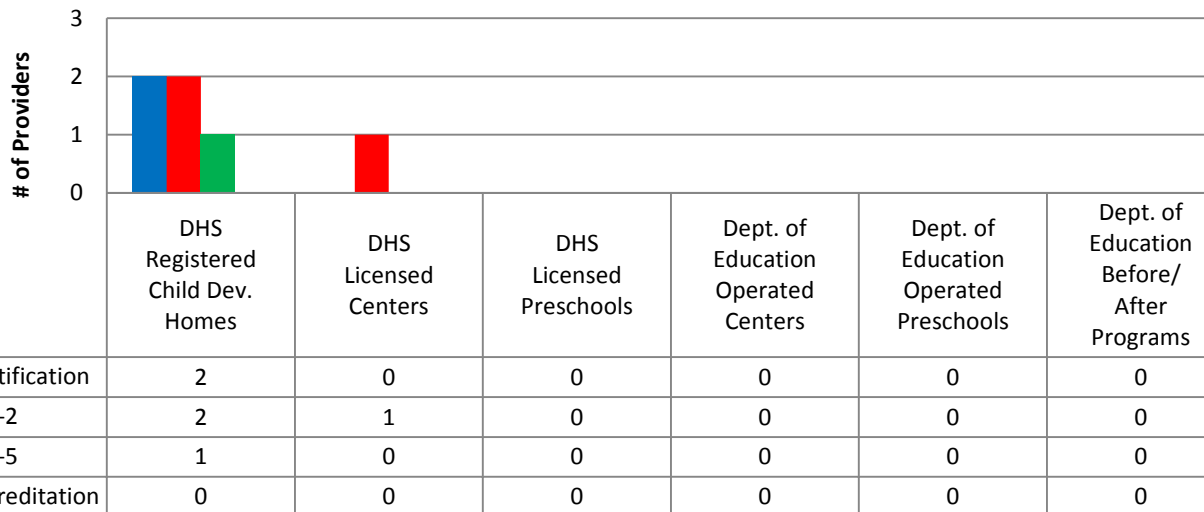 3
2
1
0
# of Providers
DHS
Registered
Child Dev.
Homes
DHS
Licensed
Centers
DHS
Licensed
Preschools
Dept. of
Education
Operated
Centers
Dept. of
Education
Operated
Preschools
Dept. of
Education
Before/
After
Programs
tification 2 0 0 0 0 0
-2 2 1 0 0 0 0
-5 1 0 0 0 0 0
reditation 0 0 0 0 0 0